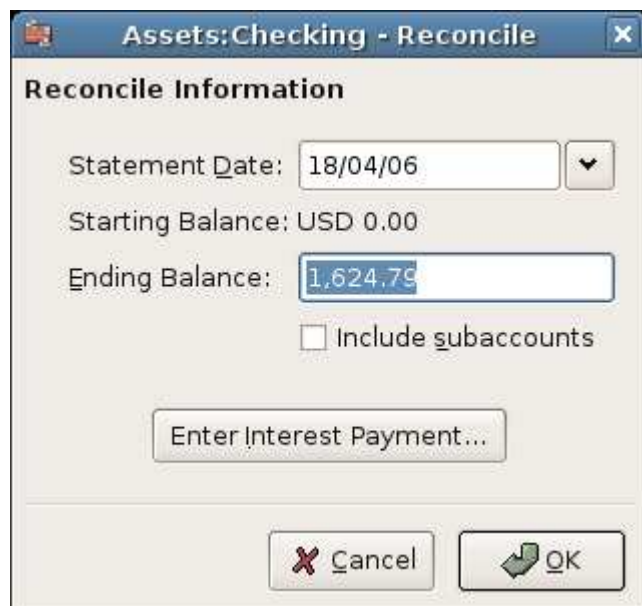 Assets:Checking - Reconcile
Reconcile Information
Statement Date: 18/04/06
Starting Balance: USD 0.00
Ending Balance: 1,624.79
Include subaccounts
Enter Interest Payment...
Cancel OK